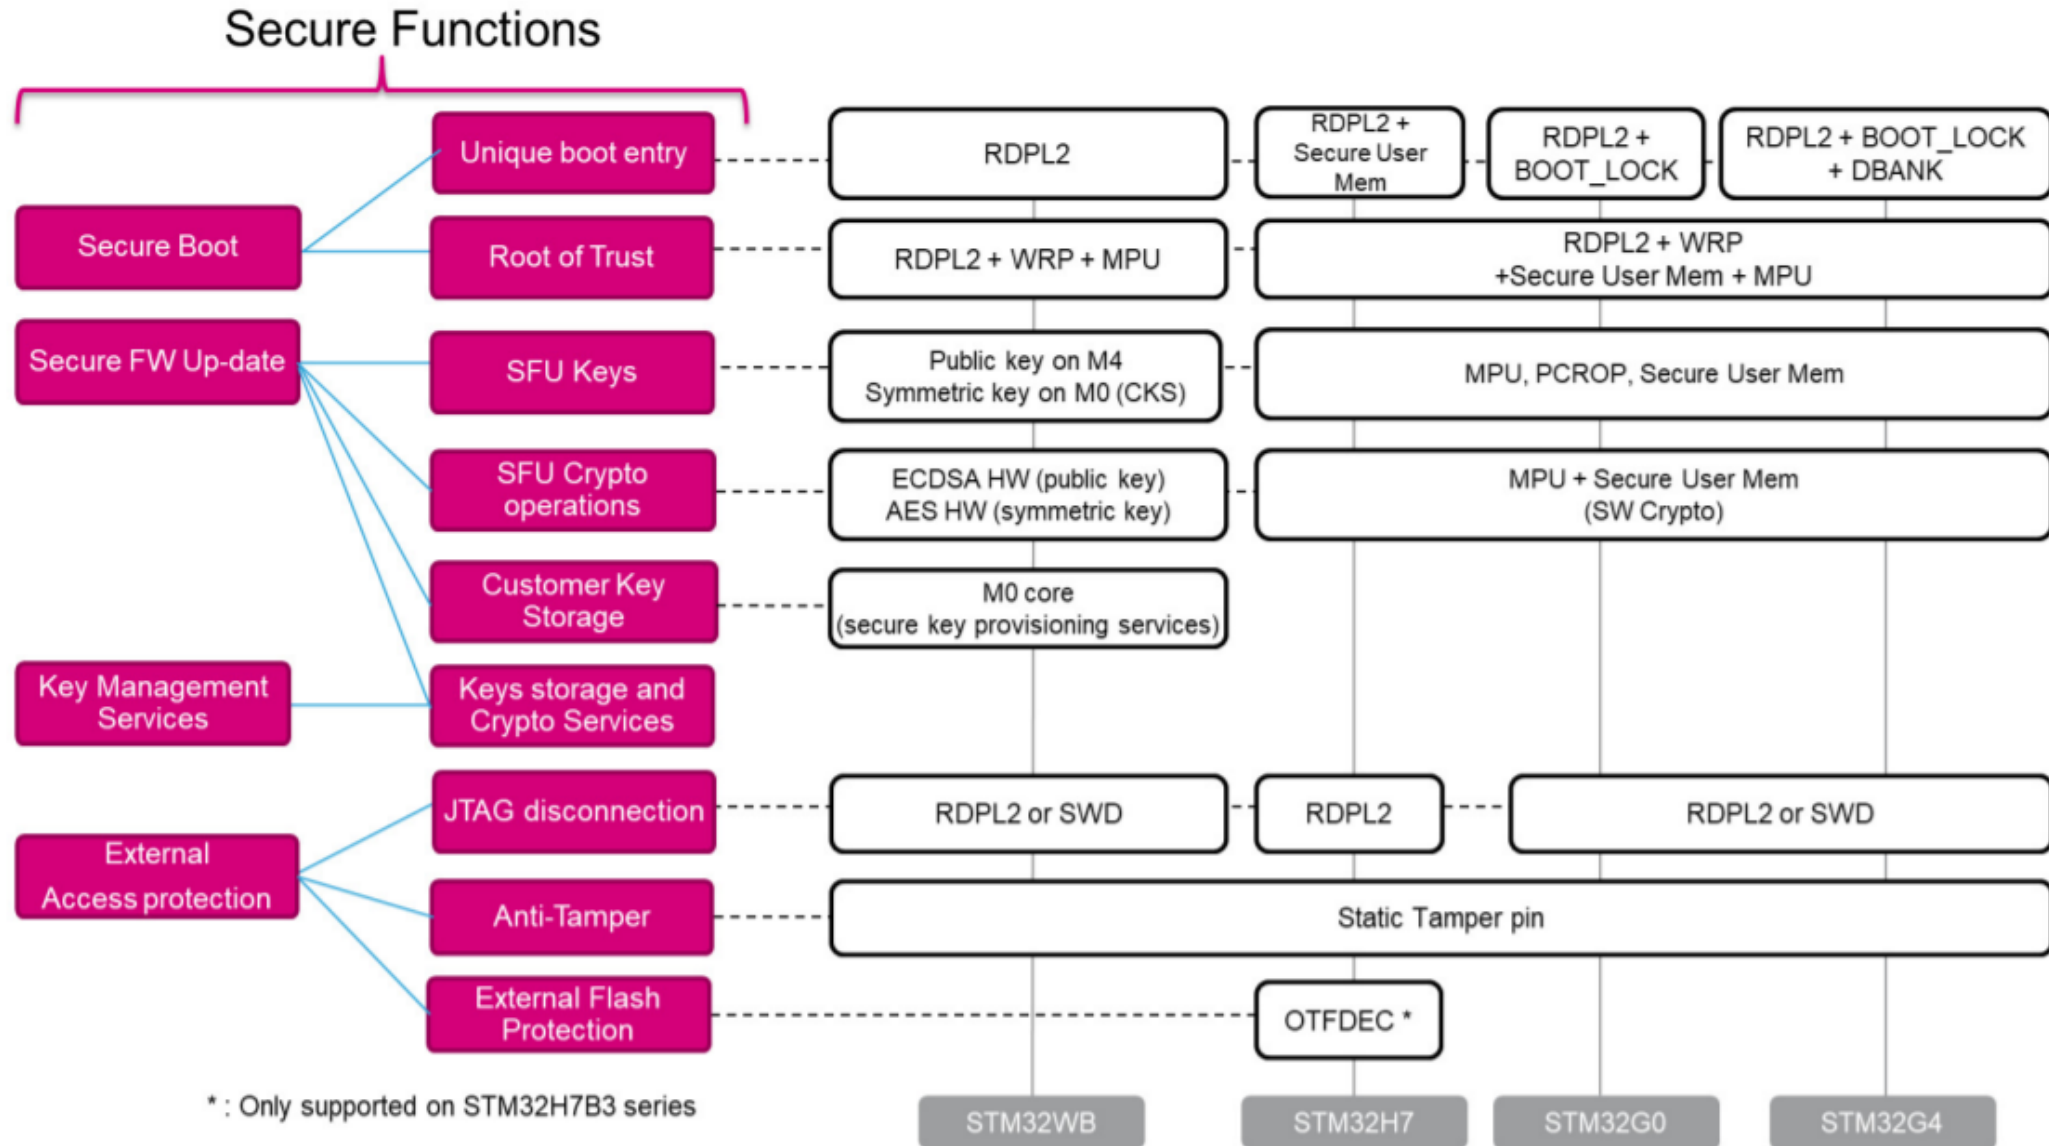 Secure Functions
Unique boot entry
RDPL2
RDPL2 +
Secure User
Mem
RDPL2 +
BOOT_LOCK
RDPL2 + BOOT_LOCK
+ DBANK
Secure Boot
Root of Trust
RDPL2 + WRP + MPU
RDPL2 + WRP
+Secure User Mem + MPU
Secure FW Up-date
SFU Keys
Public key on M4
Symmetric key on M0 (CKS)
MPU, PCROP, Secure User Mem
SFU Crypto
operations
ECDSA HW (public key)
AES HW (symmetric key)
MPU + Secure User Mem
(SW Crypto)
Customer Key
Storage
M0 core
(secure key provisioning services)
Key Management
Services
Keys storage and
Crypto Services
JTAG disconnection
RDPL2 or SWD
RDPL2
RDPL2 or SWD
External
Access protection
Anti-Tamper
Static Tamper pin
External Flash
Protection
OTFDEC *
* : Only supported on STM32H7B3 series
STM32WB
STM32H7
STM32G0
STM32G4